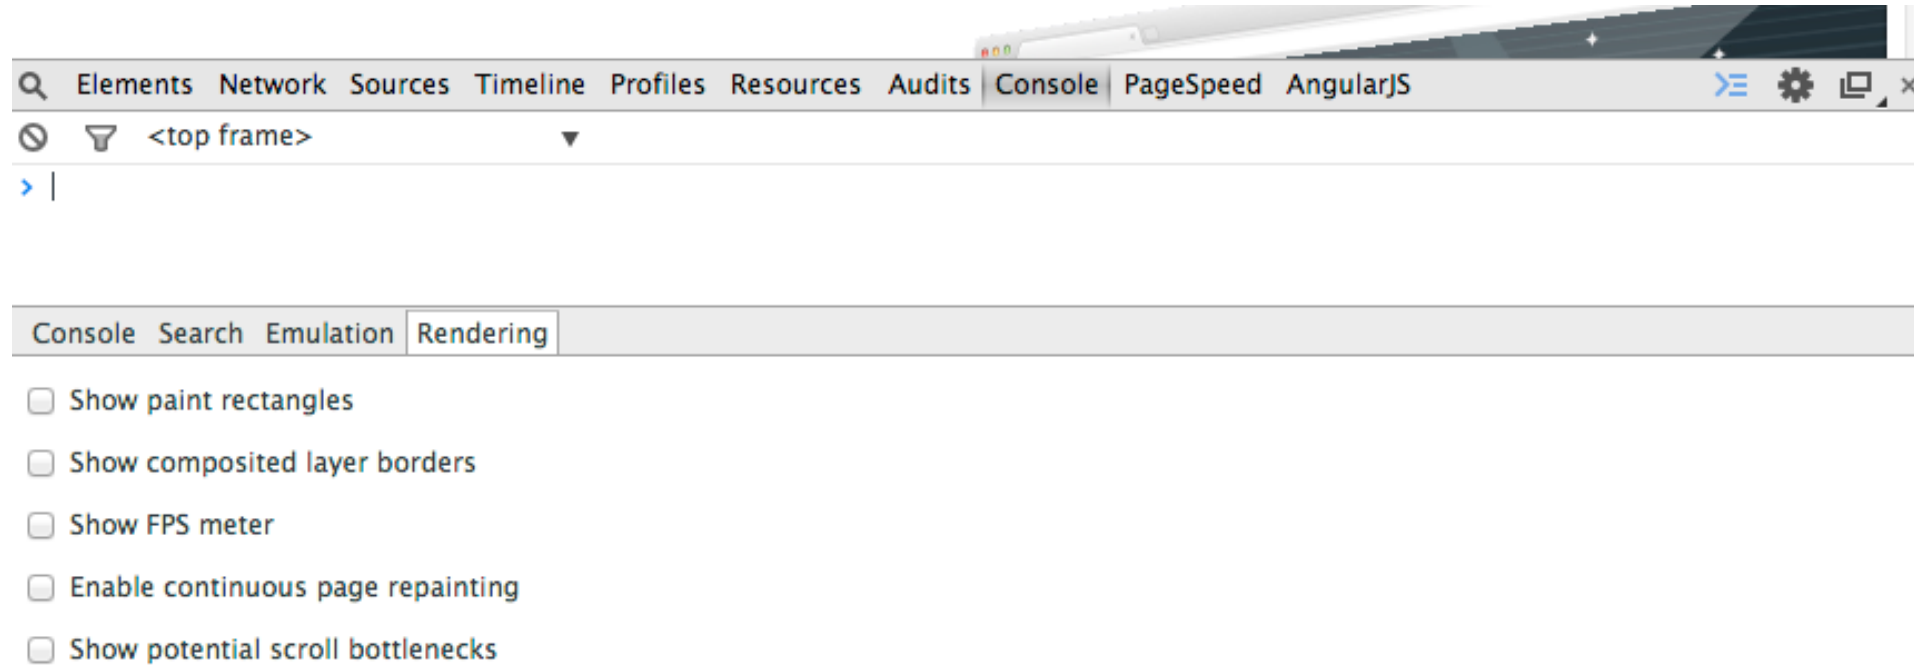 Elements Network Sources Timeline Profiles Resources Audits Console PageSpeed AngularJS
<top frame>
Console Search Emulation Rendering
Show paint rectangles
Show composited layer borders
Show FPS meter
Enable continuous page repainting
Show potential scroll bottlenecks